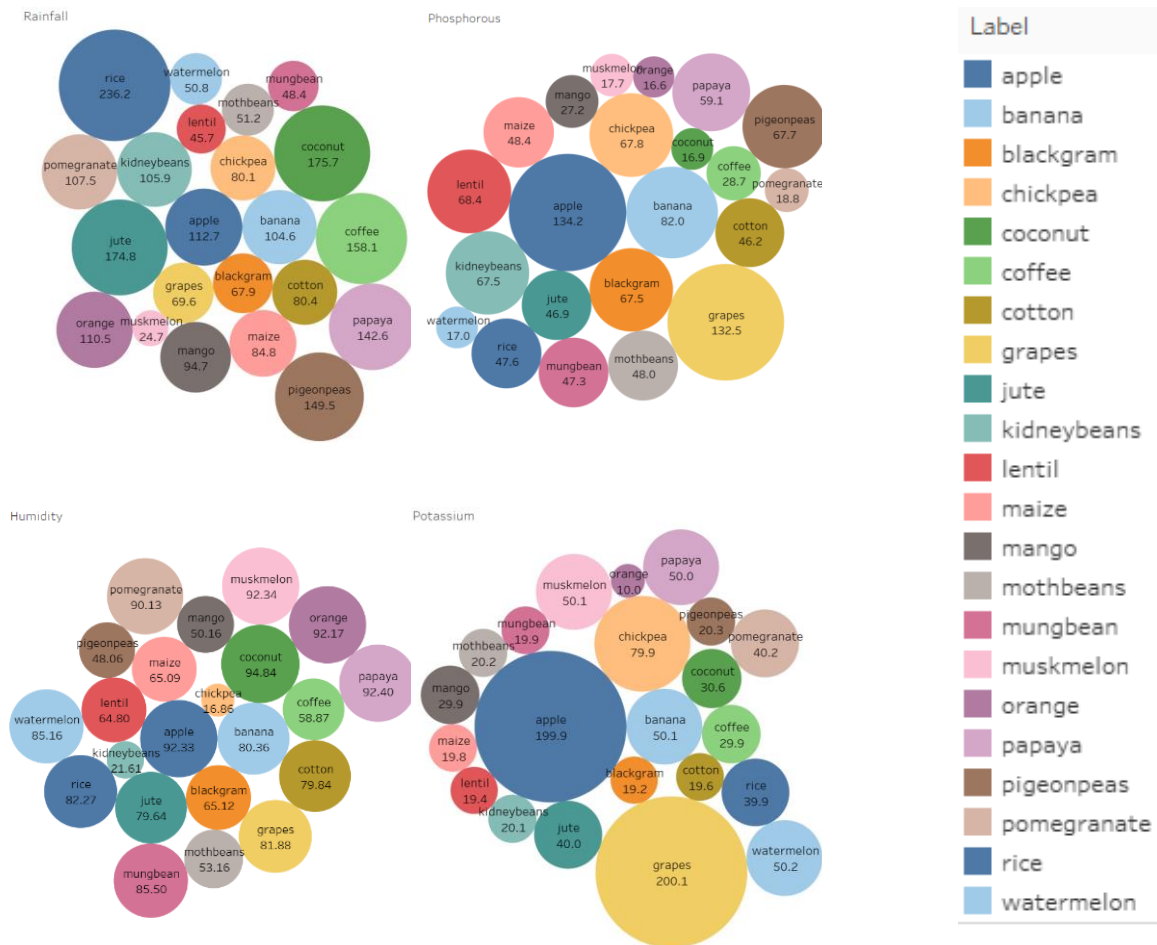 Rainfall
rice
236.2
watermelon
50.8
mungbean
48.4
mothbeans
51.2
lentil
45.7
coconut
175.7
pomegranate
107.5
kidneybeans
105.9
chickpea
80.1
apple
112.7
banana
104.6
coffee
158.1
jute
174.8
grapes
69.6
blackgram
67.9
cotton
80.4
papaya
142.6
orange
110.5
muskmelon
24.7
mango
94.7
maize
84.8
pigeonpeas
149.5
Phosphorous
muskmelon
17.7
orange
16.6
papaya
59.1
mango
27.2
maize
48.4
chickpea
67.8
pigeonpeas
67.7
coconut
16.9
coffee
28.7
pomegranate
18.8
lentil
68.4
apple
134.2
banana
82.0
cotton
46.2
kidneybeans
67.5
jute
46.9
blackgram
67.5
grapes
132.5
watermelon
17.0
rice
47.6
mungbean
47.3
mothbeans
48.0
Humidity
pomegranate
90.13
muskmelon
92.34
mango
50.16
orange
92.17
pigeonpeas
48.06
maize
65.09
coconut
94.84
papaya
92.40
chickpea
16.86
coffee
58.87
lentil
64.80
watermelon
85.16
apple
92.33
banana
80.36
kidneybeans
21.61
cotton
79.84
rice
82.27
jute
79.64
blackgram
65.12
grapes
81.88
mothbeans
53.16
mungbean
85.50
Potassium
papaya
50.0
orange
10.0
muskmelon
50.1
mungbean
19.9
pigeonpeas
20.3
pomegranate
40.2
chickpea
79.9
mothbeans
20.2
mango
29.9
coconut
30.6
apple
199.9
banana
50.1
coffee
29.9
maize
19.8
blackgram
19.2
cotton
19.6
rice
39.9
lentil
19.4
kidneybeans
20.1
jute
40.0
grapes
200.1
watermelon
50.2
Label
apple
banana
blackgram
chickpea
coconut
coffee
cotton
grapes
jute
kidneybeans
lentil
maize
mango
mothbeans
mungbean
muskmelon
orange
papaya
pigeonpeas
pomegranate
rice
watermelon